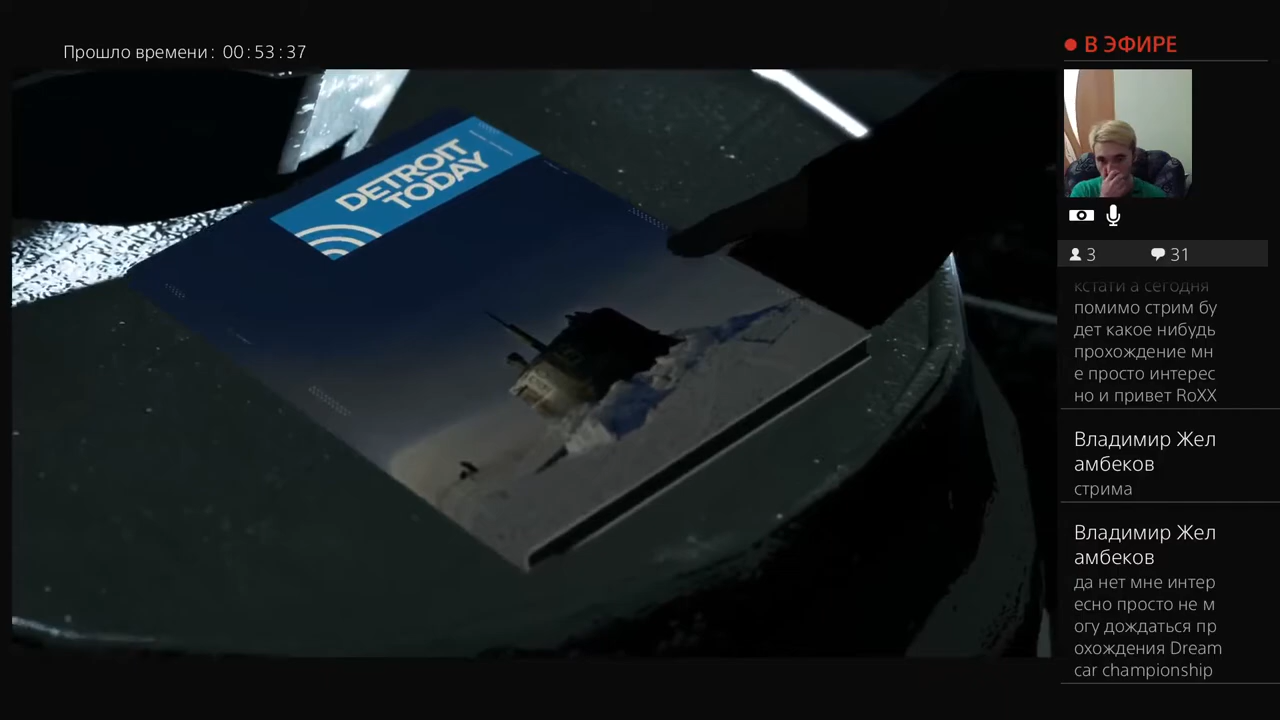 Прошло времени: 00:53:37
В ЭФИРЕ
DETROIT
TODAY
3
31
кстати а сегодня
помимо стрим бу
дет какое нибудь
прохождение мн
е просто интерес
но и привет RoXX
Владимир Жел
амбеков
стрима
Владимир Жел
амбеков
да нет мне интер
есно просто не м
огу дождаться пр
охождения Dream
car championship